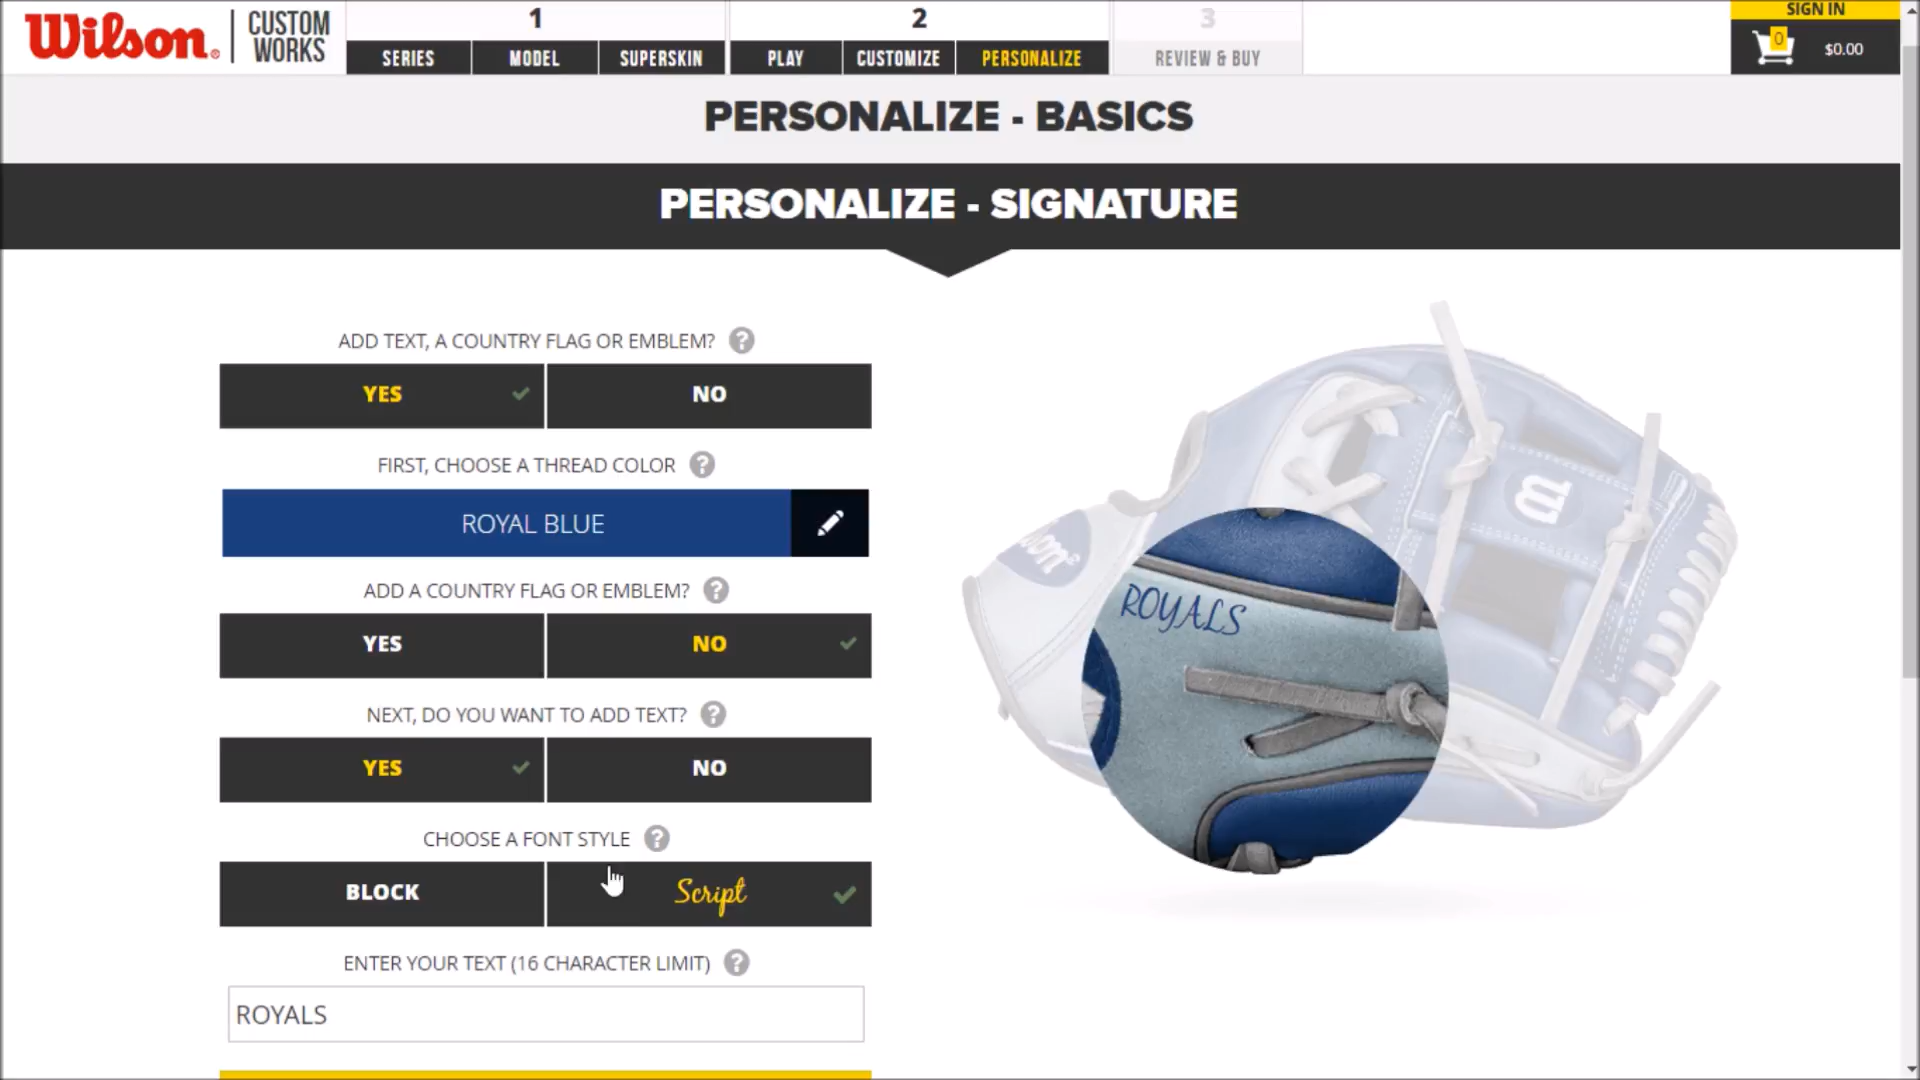 Wilson
CUSTOM
WORKS
1
SERIES
MODEL
SUPERSKIN
2
PLAY
CUSTOMIZE
PERSONALIZE
3
REVIEW & BUY
SIGN IN
0
$0.00
PERSONALIZE - BASICS
PERSONALIZE - SIGNATURE
ADD TEXT, A COUNTRY FLAG OR EMBLEM? ?
YES
NO
FIRST, CHOOSE A THREAD COLOR ?
ROYAL BLUE
ADD A COUNTRY FLAG OR EMBLEM? ?
YES
NO
NEXT, DO YOU WANT TO ADD TEXT? ?
YES
NO
CHOOSE A FONT STYLE ?
BLOCK
Script
ENTER YOUR TEXT (16 CHARACTER LIMIT) ?
ROYALS
W
ROYALS